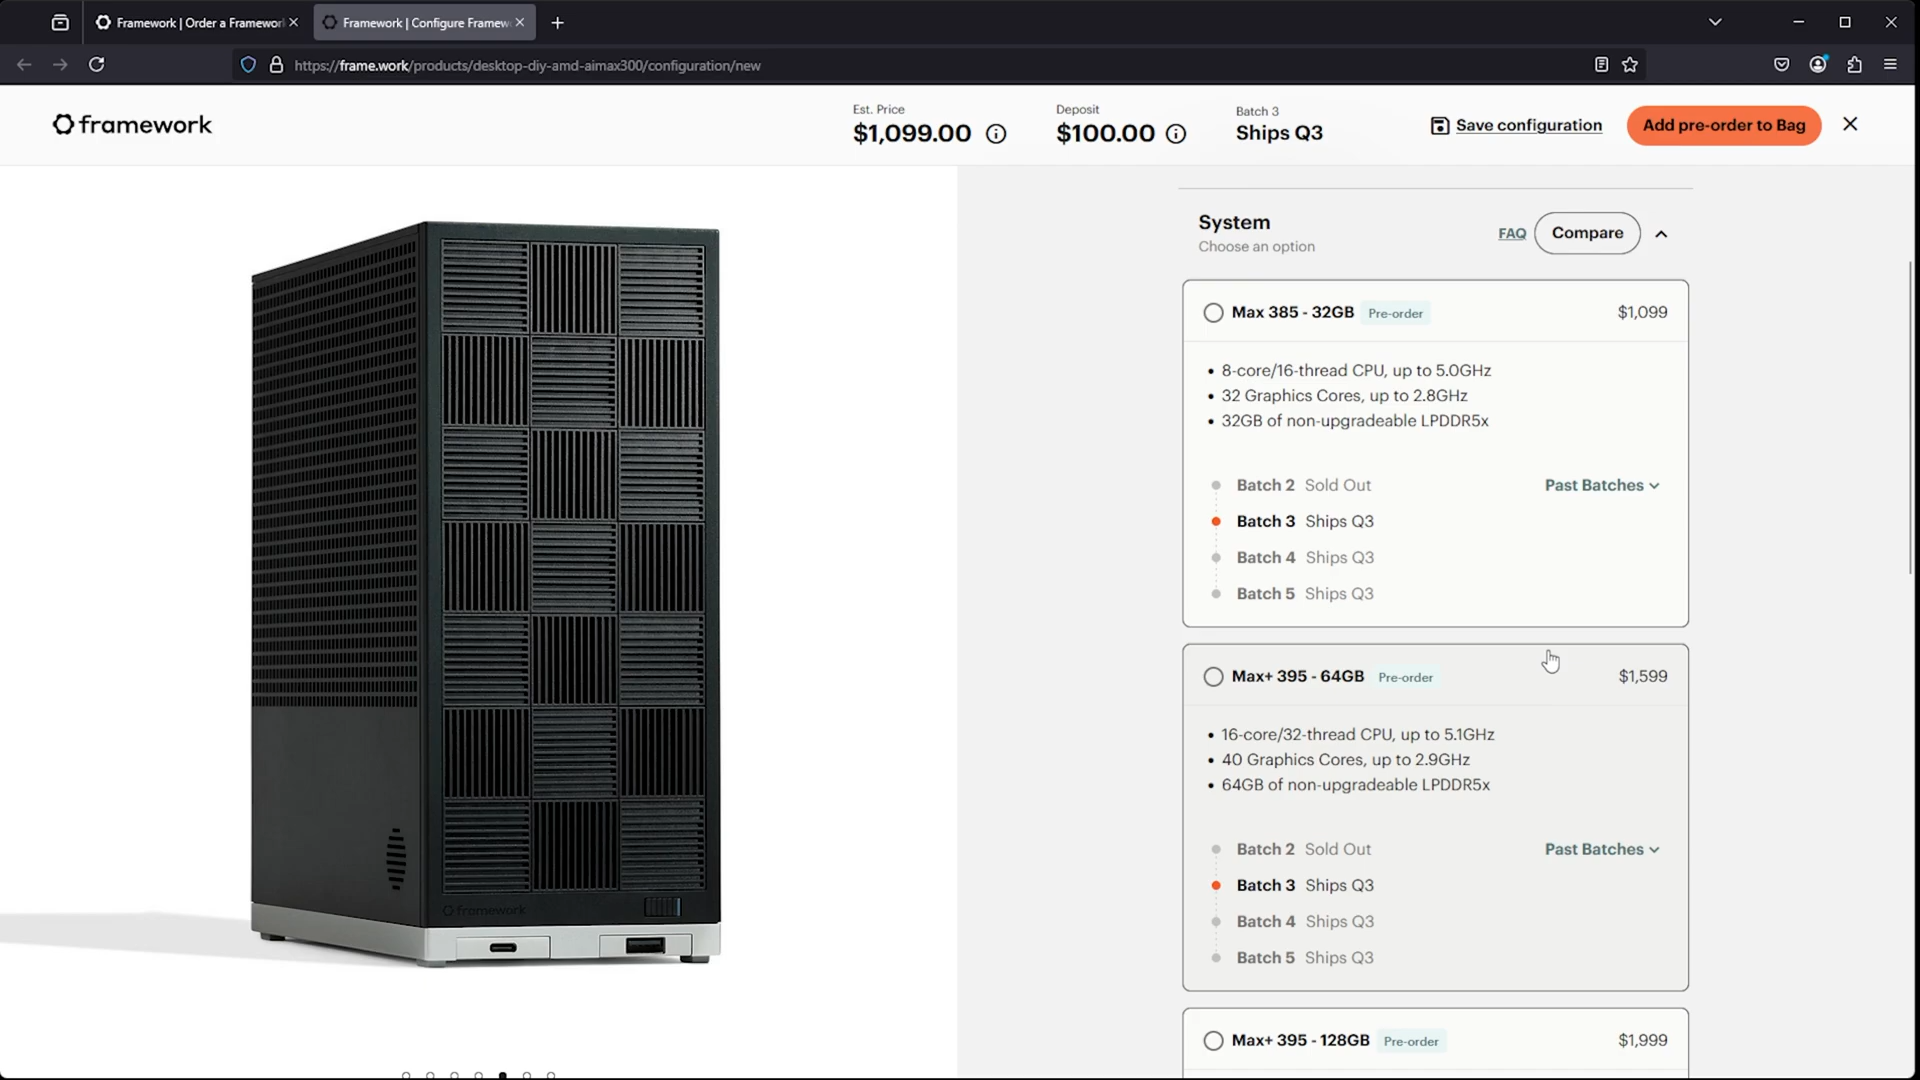 Framework | Order a Framewor
Framework | Configure Framew
https://frame.work/products/desktop-diy-amd-aimax300/configuration/new
framework
Est. Price
$1,099.00
Deposit
$100.00
Batch 3
Ships Q3
Save configuration
Add pre-order to Bag
System
Choose an option
FAQ
Compare
Max 385 - 32GB Pre-order $1,099
• 8-core/16-thread CPU, up to 5.0GHz
• 32 Graphics Cores, up to 2.8GHz
• 32GB of non-upgradeable LPDDR5x
Batch 2 Sold Out Past Batches
Batch 3 Ships Q3
Batch 4 Ships Q3
Batch 5 Ships Q3
Max+ 395 - 64GB Pre-order $1,599
• 16-core/32-thread CPU, up to 5.1GHz
• 40 Graphics Cores, up to 2.9GHz
• 64GB of non-upgradeable LPDDR5x
Batch 2 Sold Out Past Batches
Batch 3 Ships Q3
Batch 4 Ships Q3
Batch 5 Ships Q3
Max+ 395 - 128GB Pre-order $1,999
framework